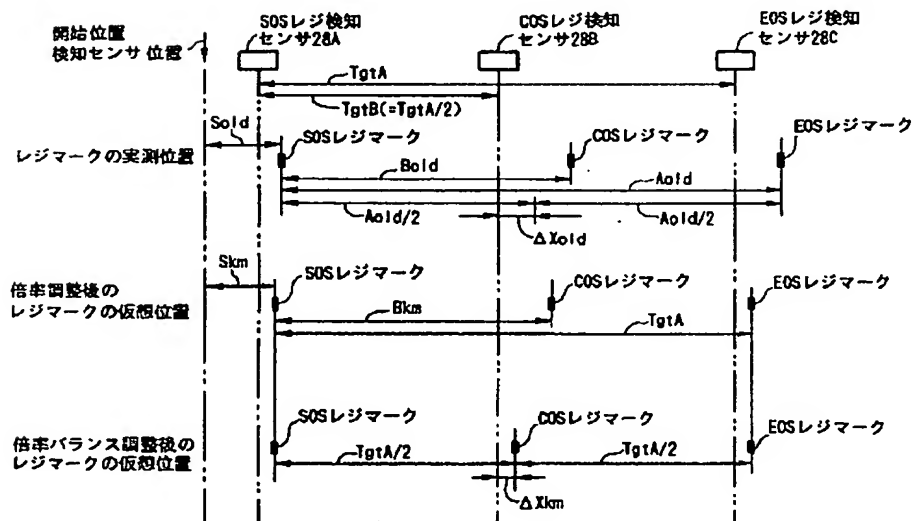 開始位置
検知センサ位置
SOSレジ検知
センサ28A
COSレジ検知
センサ28B
EOSレジ検知
センサ28C
TgtA
TgtB(=TgtA/2)
Sold
レジマークの実測位置
SOSレジマーク
COSレジマーク
EOSレジマーク
Bold
Aold
Aold/2
Aold/2
ΔXold
Skm
倍率調整後の
レジマークの仮想位置
SOSレジマーク
COSレジマーク
EOSレジマーク
Bkm
TgtA
倍率バランス調整後の
レジマークの仮想位置
SOSレジマーク
COSレジマーク
EOSレジマーク
TgtA/2
TgtA/2
ΔXkm